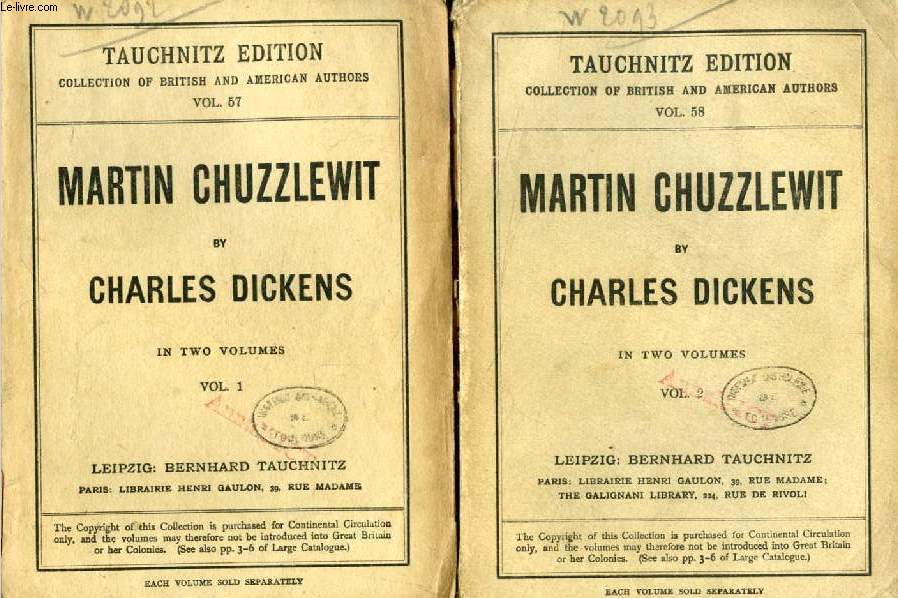 Le-livre.com
W 2092
TAUCHNITZ EDITION
COLLECTION OF BRITISH AND AMERICAN AUTHORS
VOL. 57
MARTIN CHUZZLEWIT
BY
CHARLES DICKENS
IN TWO VOLUMES
VOL. 1
LEIPZIG: BERNHARD TAUCHNITZ
PARIS: LIBRAIRIE HENRI GAULON, 39, RUE MADAME
The Copyright of this Collection is purchased for Continental Circulation
only, and the volumes may therefore not be introduced into Great Britain
or her Colonies. (See also pp. 3-6 of Large Catalogue.)
EACH VOLUME SOLD SEPARATELY
W 2093
TAUCHNITZ EDITION
COLLECTION OF BRITISH AND AMERICAN AUTHORS
VOL. 58
MARTIN CHUZZLEWIT
BY
CHARLES DICKENS
IN TWO VOLUMES
VOL. 2
LEIPZIG: BERNHARD TAUCHNITZ
PARIS: LIBRAIRIE HENRI GAULON, 39, RUE MADAME;
THE GALIGNANI LIBRARY, 224, RUE DE RIVOLI
The Copyright of this Collection is purchased for Continental Circulation
only, and the volumes may therefore not be introduced into Great Britain
or her Colonies. (See also pp. 3-6 of Large Catalogue.)
EACH VOLUME SOLD SEPARATELY